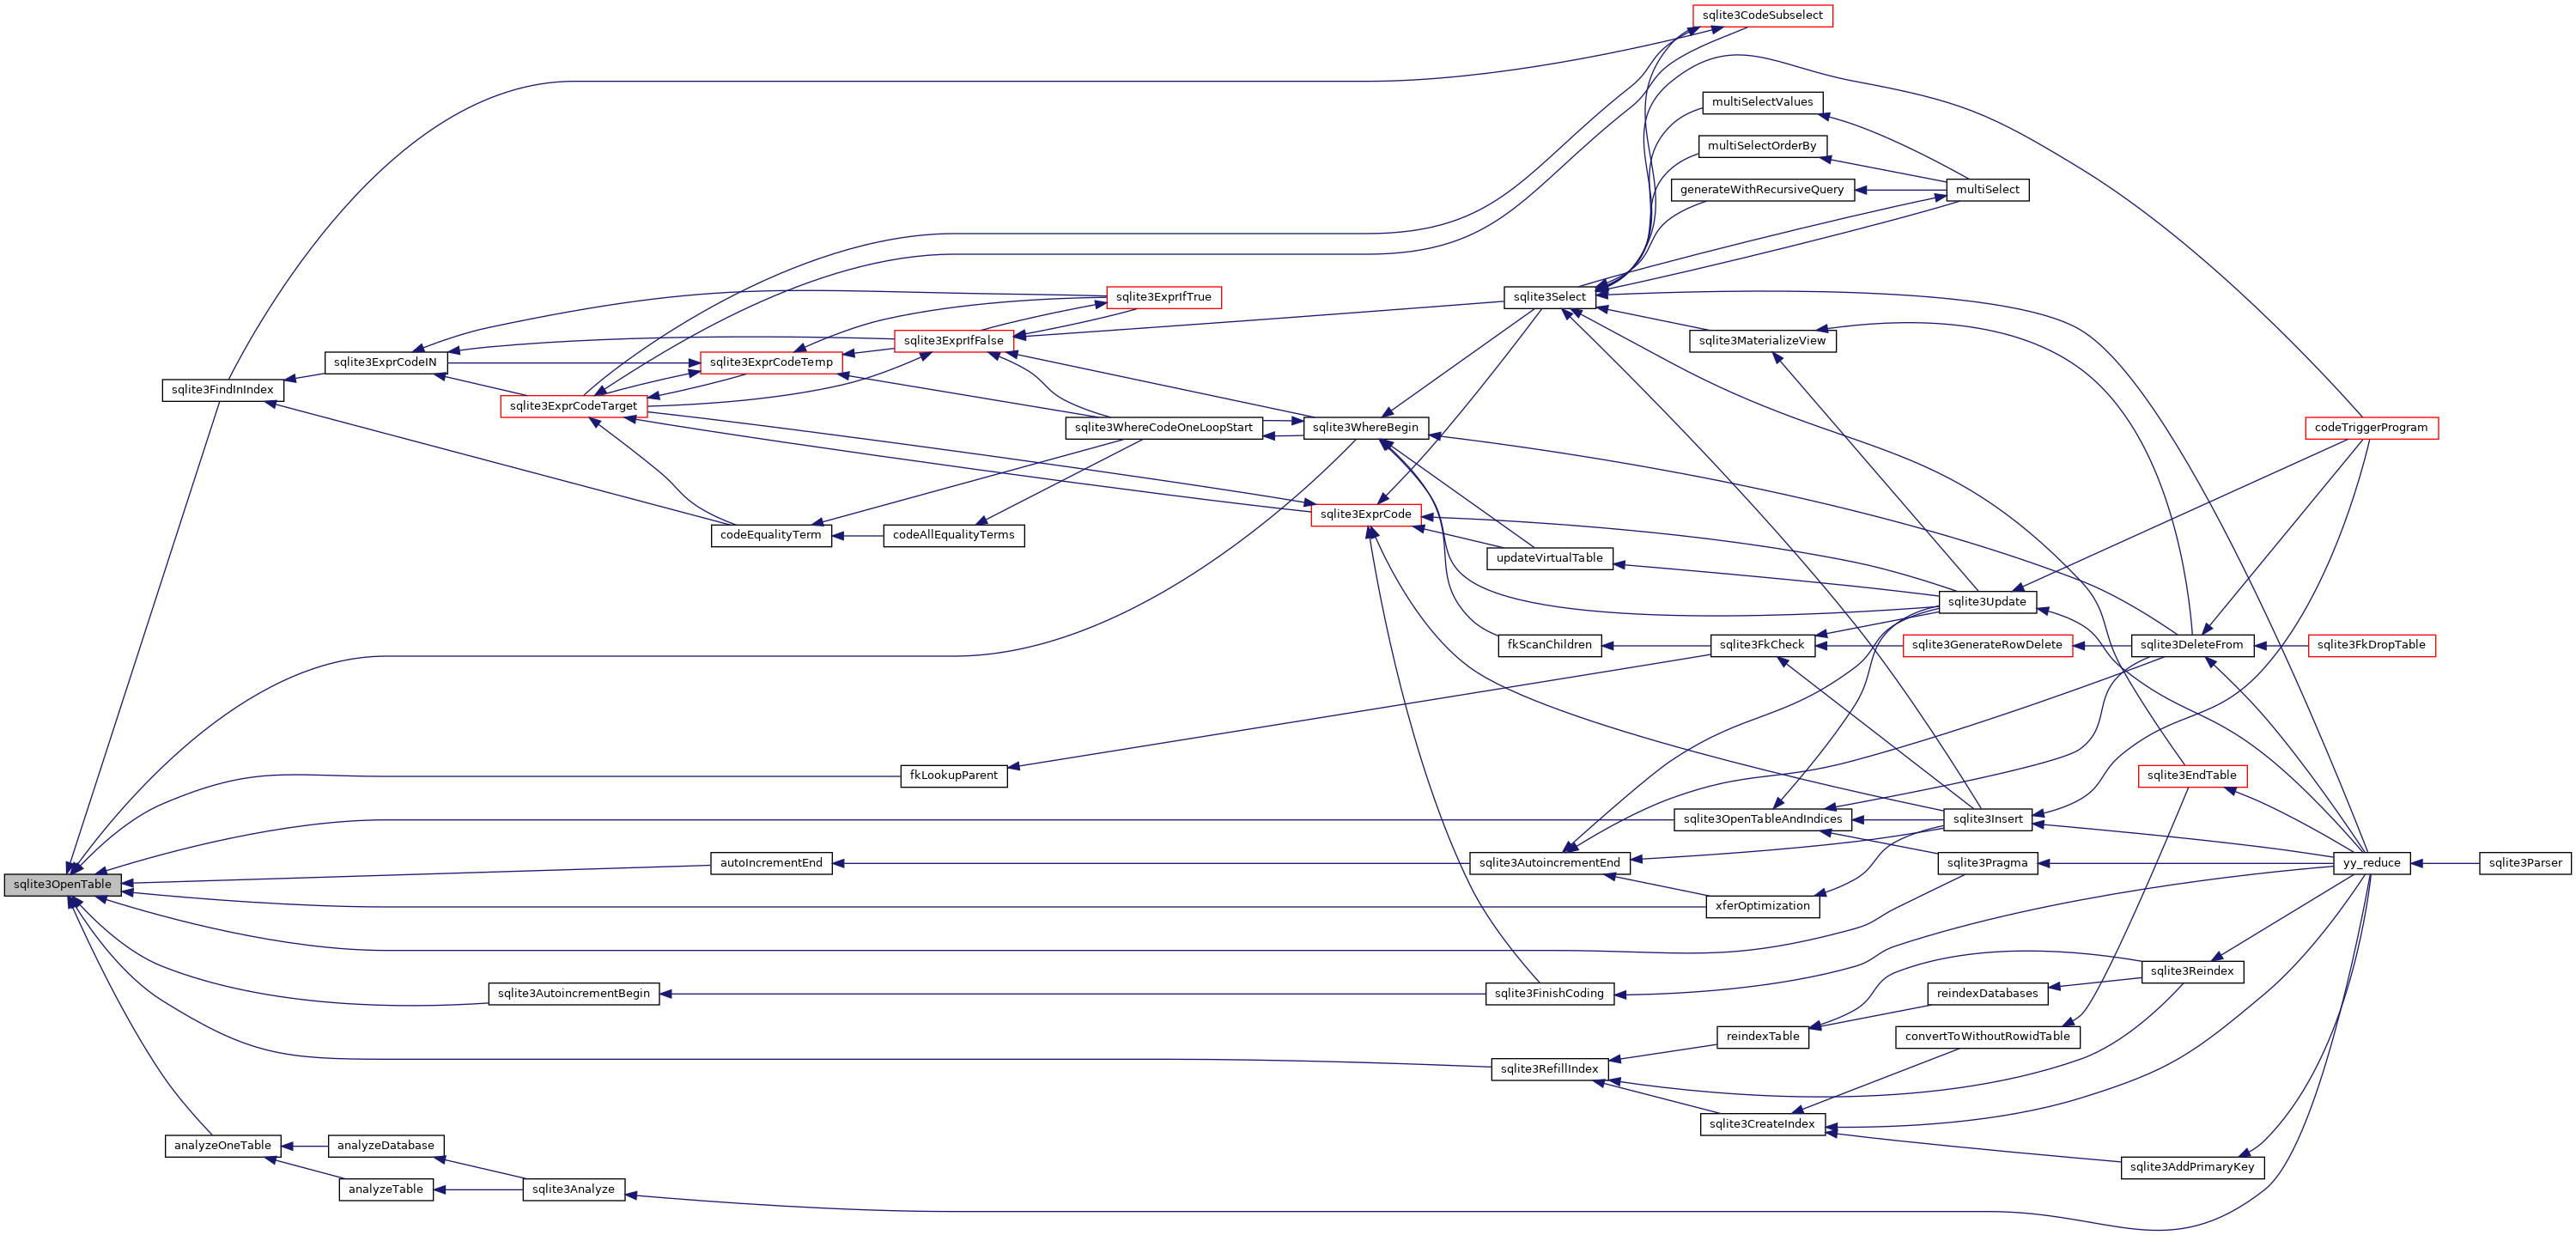 sqlite3CodeSubselect
multiSelectValues
multiSelectOrderBy
generateWithRecursiveQuery
multiSelect
sqlite3ExprIfTrue
sqlite3Select
sqlite3ExprIfFalse
sqlite3MaterializeView
sqlite3ExprCodeIN
sqlite3ExprCodeTemp
sqlite3FindInIndex
sqlite3ExprCodeTarget
sqlite3WhereCodeOneLoopStart
sqlite3WhereBegin
codeTriggerProgram
sqlite3ExprCode
codeEqualityTerm
codeAllEqualityTerms
updateVirtualTable
sqlite3Update
fkScanChildren
sqlite3FkCheck
sqlite3GenerateRowDelete
sqlite3DeleteFrom
sqlite3FkDropTable
fkLookupParent
sqlite3EndTable
sqlite3OpenTableAndIndices
sqlite3Insert
autoIncrementEnd
sqlite3AutoincrementEnd
sqlite3Pragma
yy_reduce
sqlite3Parser
sqlite3OpenTable
xferOptimization
sqlite3Reindex
sqlite3AutoincrementBegin
sqlite3FinishCoding
reindexDatabases
reindexTable
convertToWithoutRowidTable
sqlite3RefillIndex
sqlite3CreateIndex
analyzeOneTable
analyzeDatabase
sqlite3AddPrimaryKey
analyzeTable
sqlite3Analyze